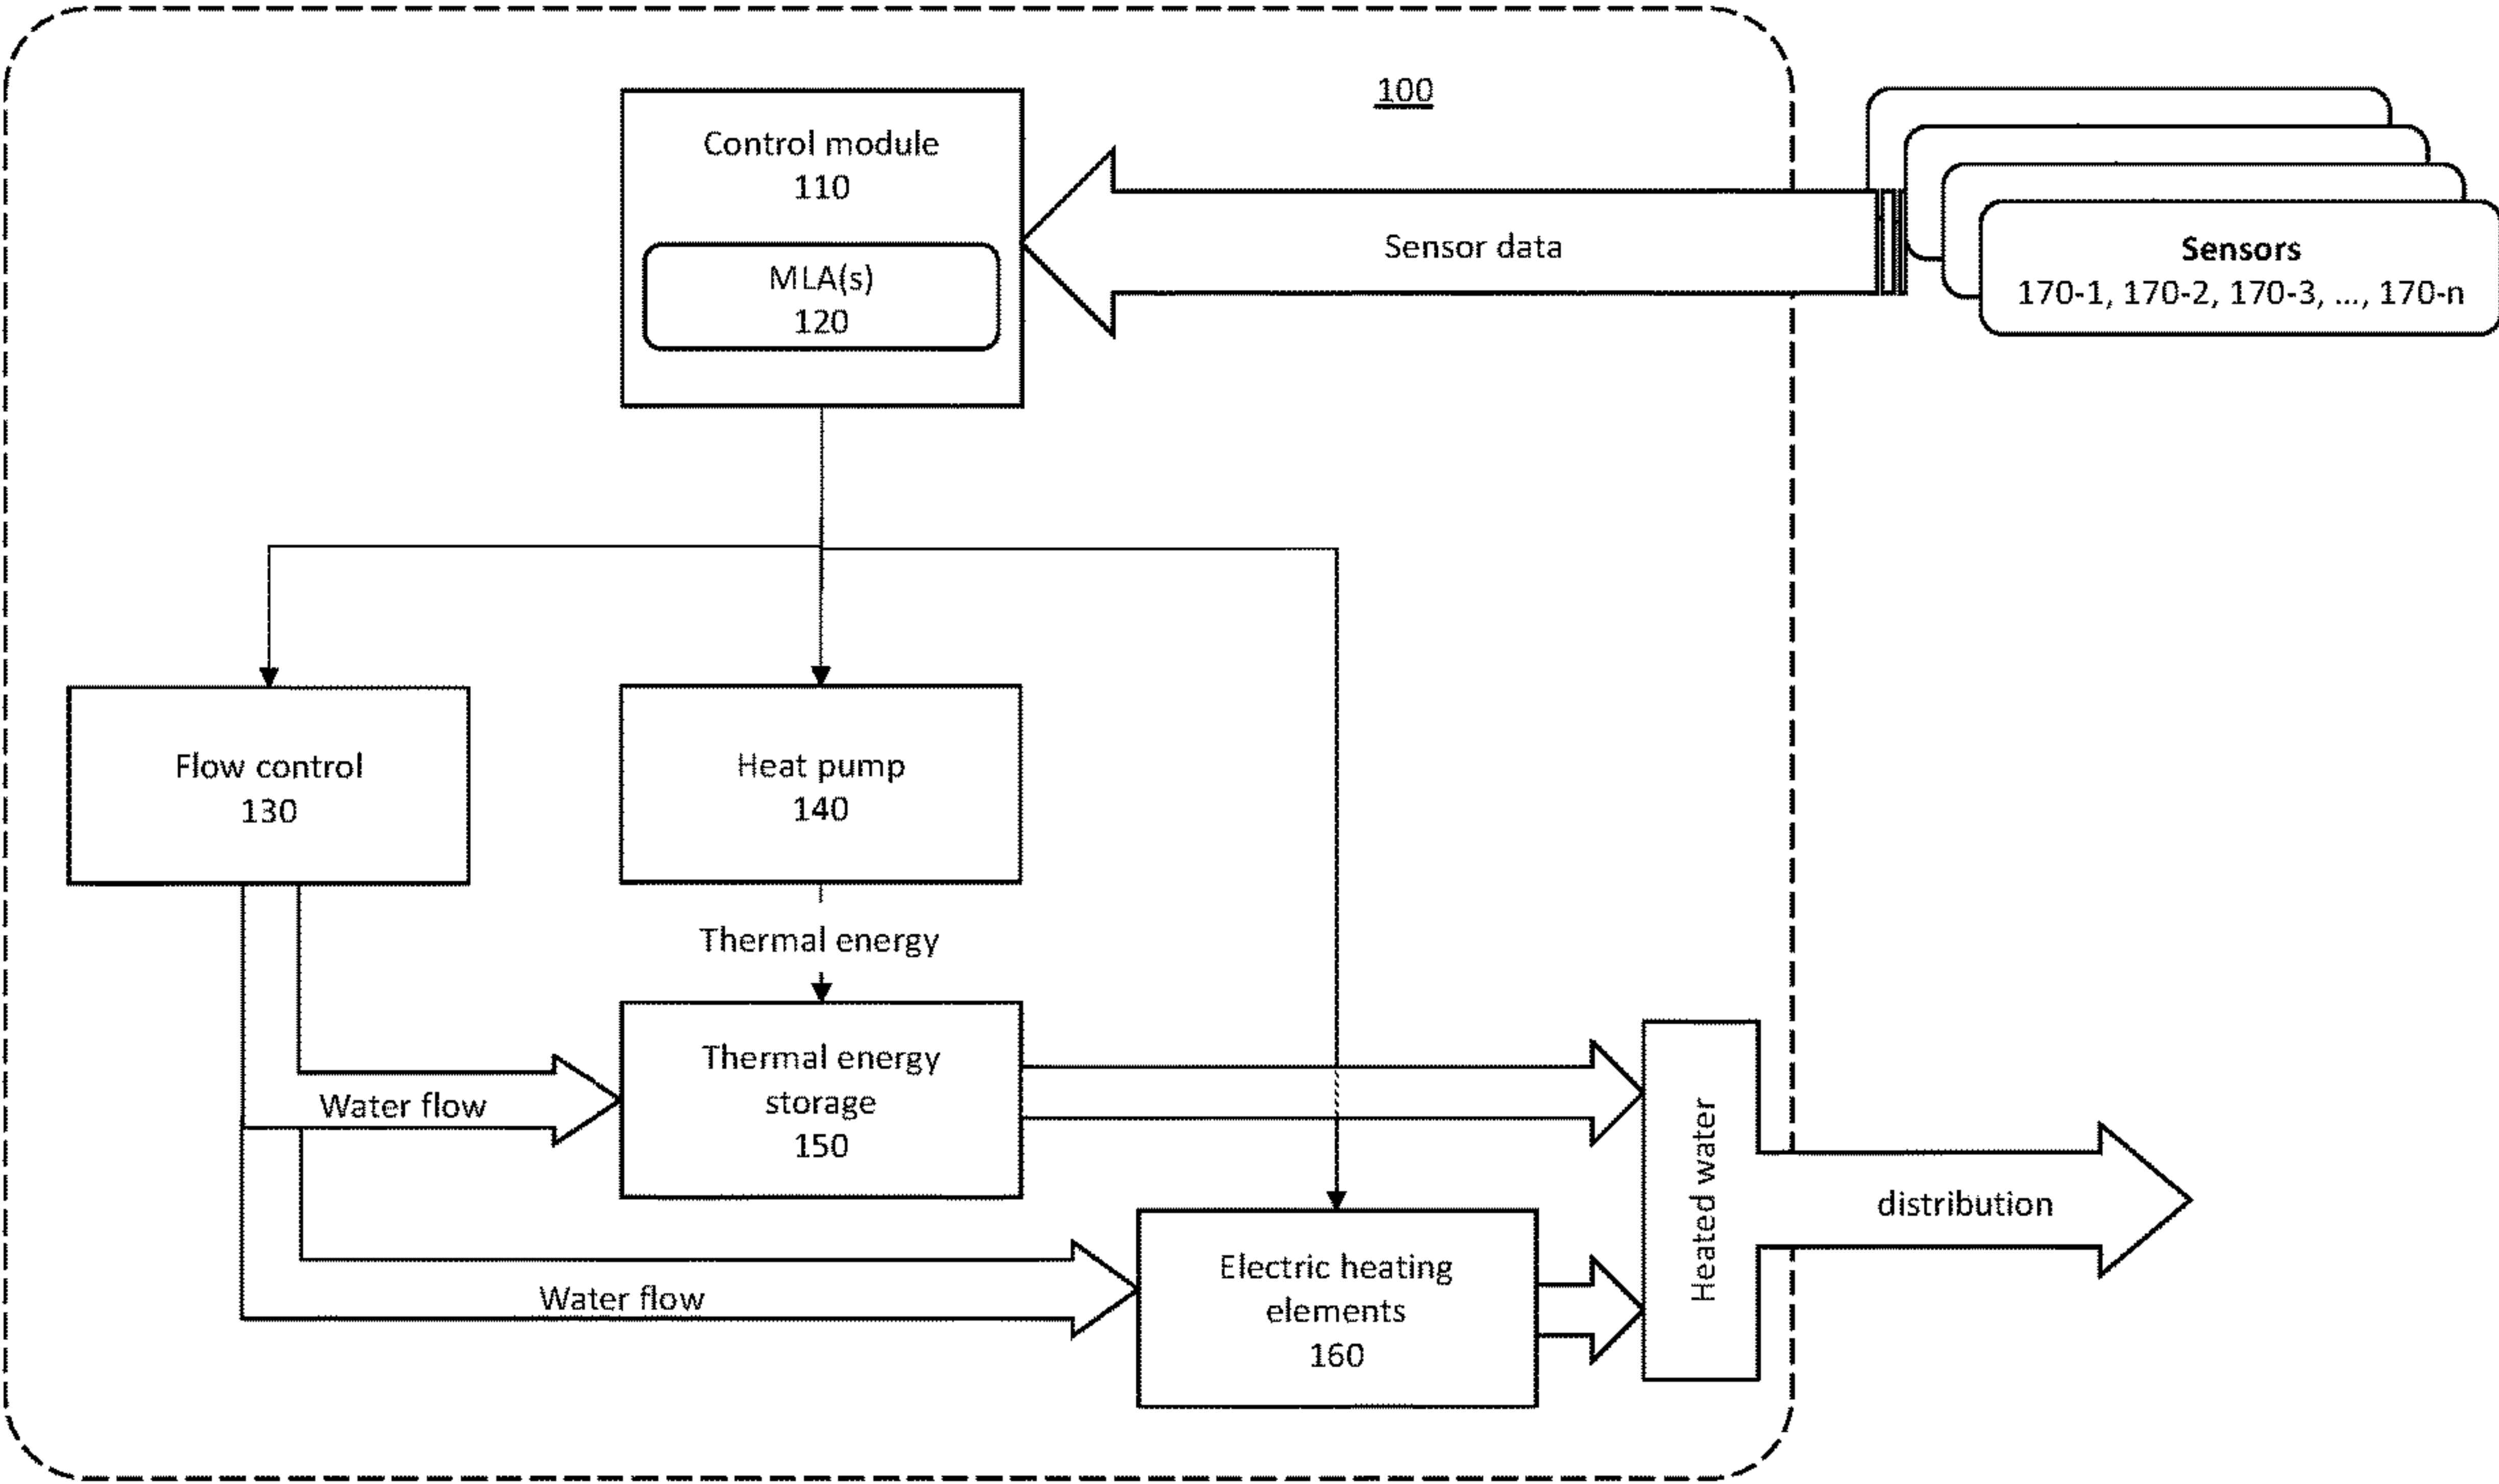 100
Control module
110
MLA(s)
120
Sensor data
Sensors
170-1, 170-2, 170-3, ..., 170-n
Flow control
130
Heat pump
140
Thermal energy
Thermal energy
storage
150
Water flow
Water flow
Electric heating
elements
160
Heated water
distribution